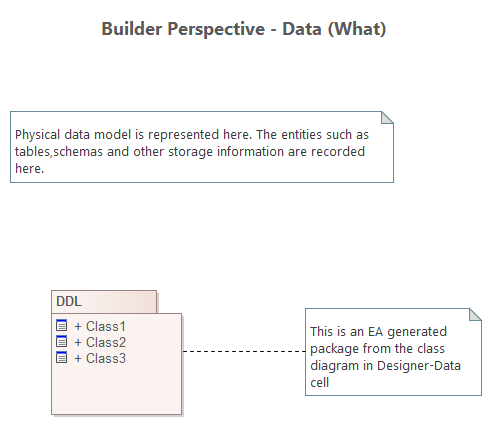 Builder Perspective - Data (What)
Physical data model is represented here. The entities such as
tables,schemas and other storage information are recorded
here.
DDL
+ Class1
+ Class2
+ Class3
This is an EA generated
package from the class
diagram in Designer-Data
cell